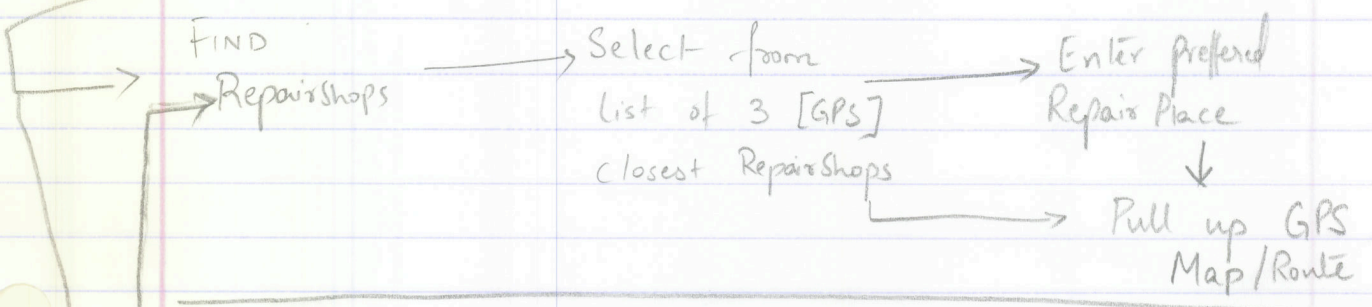 FIND
Repairshops
Select from
list of 3 [GPS]
closest RepairShops
Enter preffered
Repair Place
Pull up GPS
Map/Route